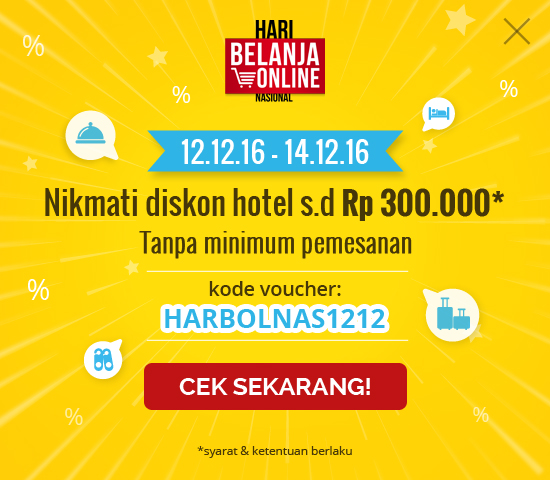 HARI
BELANJA
ONLINE
NASIONAL
%
%
%
12.12.16 - 14.12.16
Nikmati diskon hotel s.d Rp 300.000*
Tanpa minimum pemesanan
%
kode voucher:
HARBOLNAS1212
CEK SEKARANG!
%
%
*syarat & ketentuan berlaku